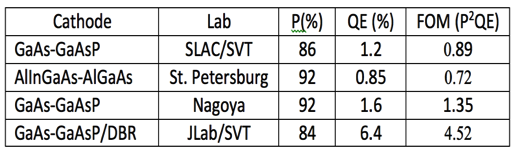 Cathode Lab P(%) QE (%) FOM (P²QE)
GaAs-GaAsP SLAC/SVT 86 1.2 0.89
AlInGaAs-AlGaAs St. Petersburg 92 0.85 0.72
GaAs-GaAsP Nagoya 92 1.6 1.35
GaAs-GaAsP/DBR JLab/SVT 84 6.4 4.52